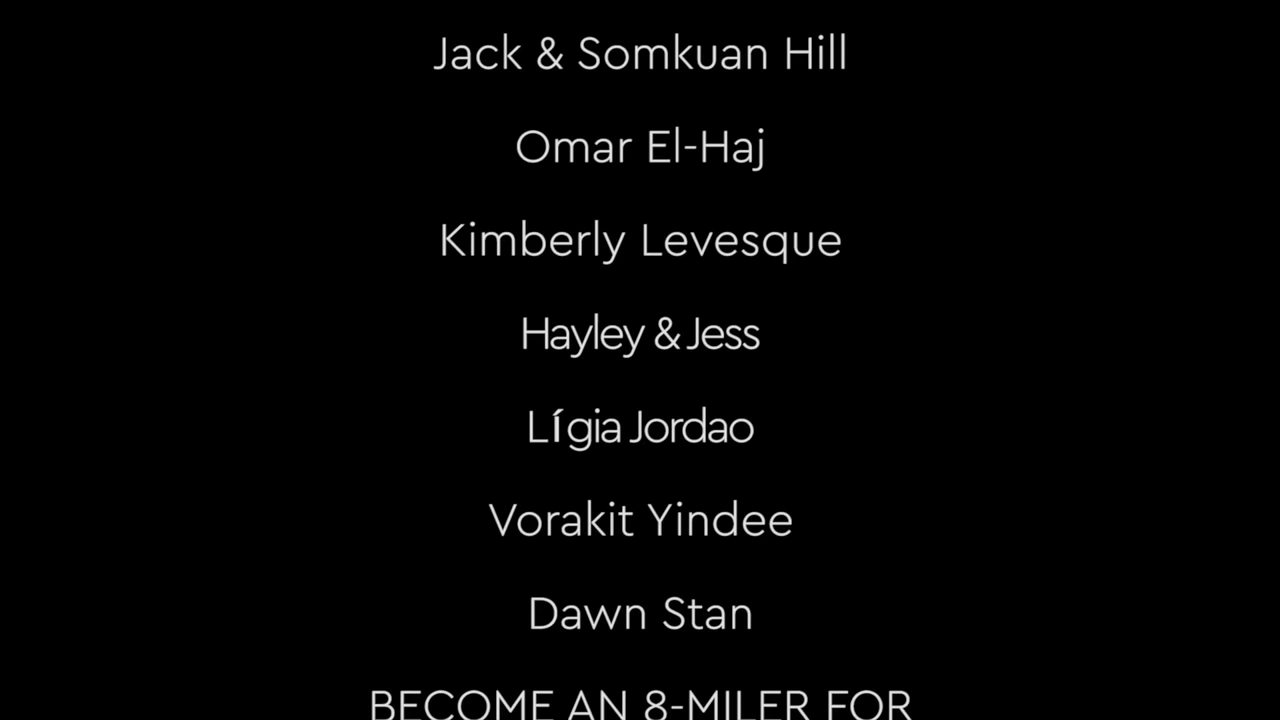 Jack & Somkuan Hill
Omar El-Haj
Kimberly Levesque
Hayley & Jess
Lígia Jordao
Vorakit Yindee
Dawn Stan
BECOME AN 8-MILER FOR